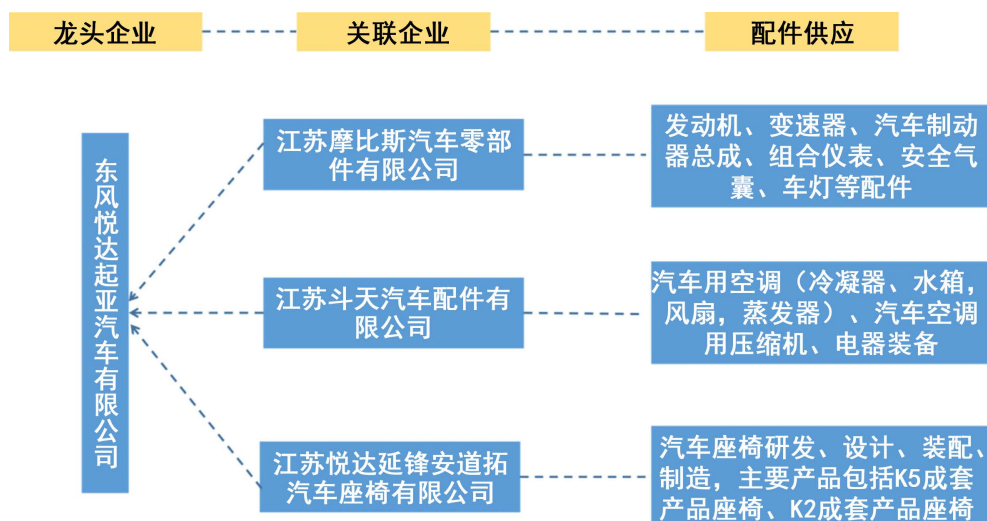 龙头企业
关联企业
配件供应
东风悦达起亚汽车有限公司
江苏摩比斯汽车零部
件有限公司
发动机、变速器、汽车制动
器总成、组合仪表、安全气
囊、车灯等配件
江苏斗天汽车配件有
限公司
汽车用空调（冷凝器、水箱，
风扇，蒸发器）、汽车空调
用压缩机、电器装备
江苏悦达延锋安道拓
汽车座椅有限公司
汽车座椅研发、设计、装配、
制造，主要产品包括K5成套
产品座椅、K2成套产品座椅